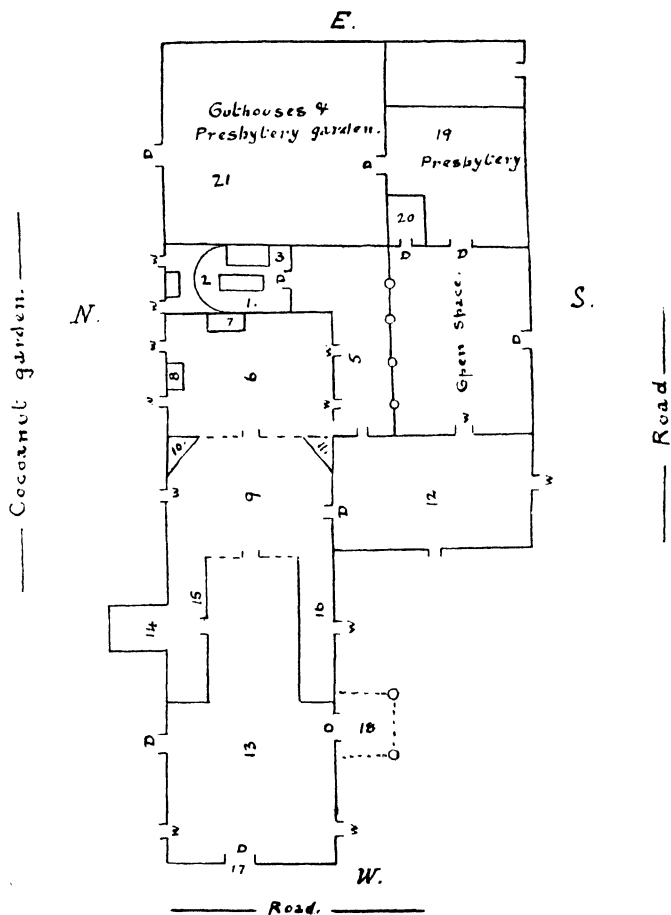 E.
Outhouses &
Presbytery garden.
21
D
D
19
Presbytery
20
D
D
W
W
2
3
D
1.
N.
S.
7
W
8
W
6
W
W
5
Open Space.
D
W
10.
11.
W
9
D
12
W
Cocoanut garden.
Road
15
16
14
W
D
D
18
13
W
W
D
17
W.
Road.